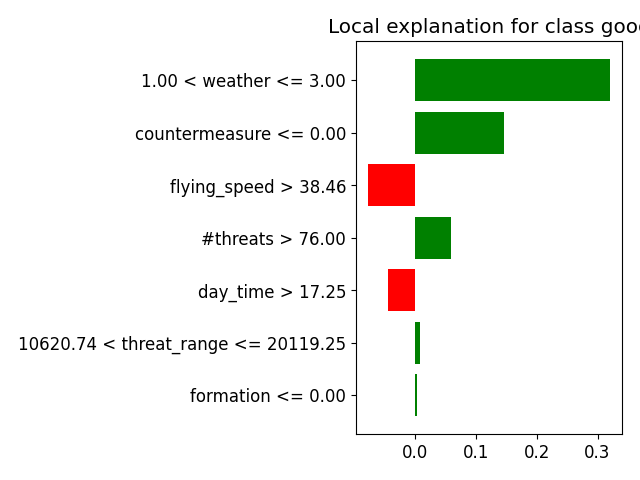 Local explanation for class good
1.00 < weather <= 3.00
countermeasure <= 0.00
flying_speed > 38.46
#threats > 76.00
day_time > 17.25
10620.74 < threat_range <= 20119.25
formation <= 0.00
0.0 0.1 0.2 0.3